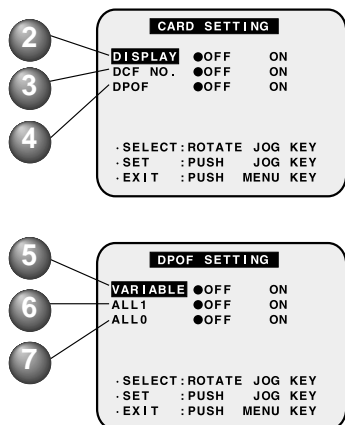 CARD SETTING
2
DISPLAY ●OFF ON
3
DCF NO. ●OFF ON
DPOF ●OFF ON
4
·SELECT:ROTATE JOG KEY
·SET :PUSH JOG KEY
·EXIT :PUSH MENU KEY
DPOF SETTING
5
VARIABLE ●OFF ON
6
ALL1 ●OFF ON
ALL0 ●OFF ON
7
·SELECT:ROTATE JOG KEY
·SET :PUSH JOG KEY
·EXIT :PUSH MENU KEY